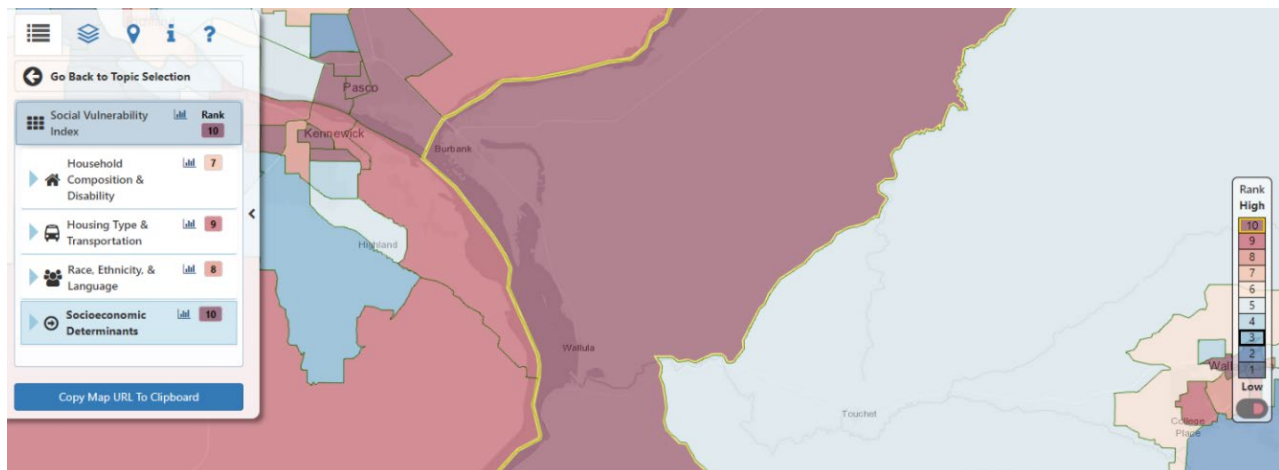 i ?
Go Back to Topic Selection
Social Vulnerability
Index
Rank
10
Household
Composition &
Disability
7
Housing Type &
Transportation
9
Race, Ethnicity, &
Language
8
Socioeconomic
Determinants
10
Copy Map URL To Clipboard
Pasco
Kennewick
Burbank
Highland
Wallula
Touchet
College
Place
Rank
High
10
9
8
7
6
5
4
3
2
1
Low